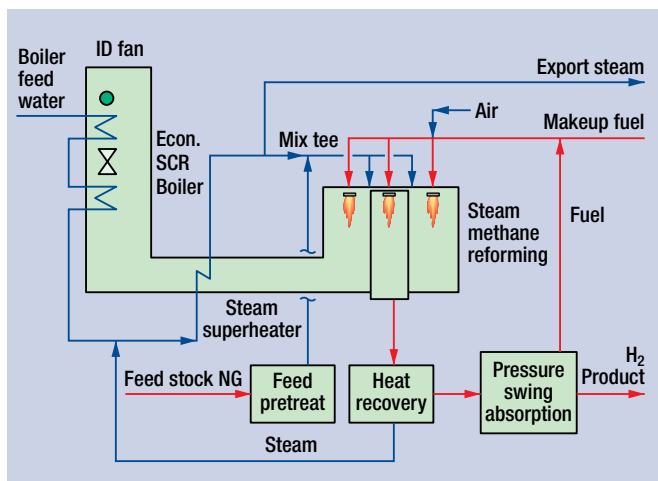 ID fan
Boiler
feed
water
Export steam
Air
Econ.
SCR
Boiler
Mix tee
Makeup fuel
Steam
methane
reforming
Fuel
Steam
superheater
Feed stock NG
Feed
pretreat
Heat
recovery
Pressure
swing
absorption
H2
Product
Steam